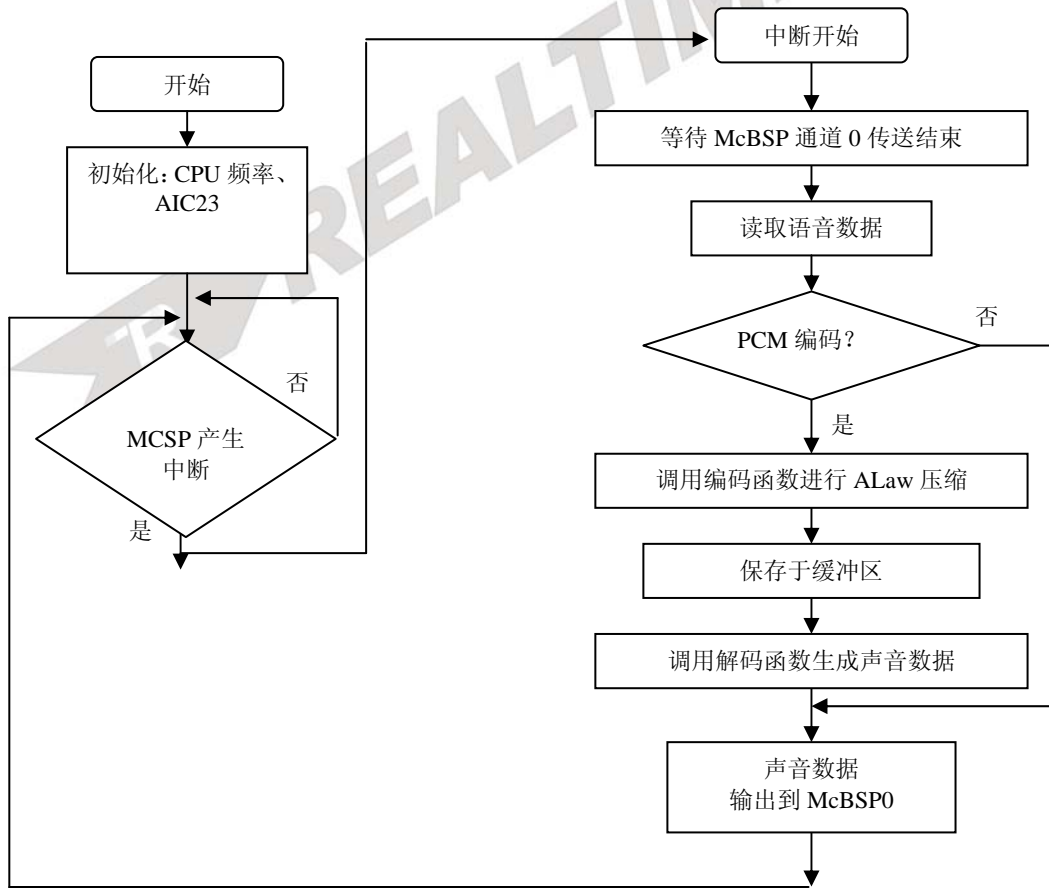 开始
初始化：CPU 频率、
AIC23
MCSP 产生
中断
否
是
中断开始
等待 McBSP 通道 0 传送结束
读取语音数据
PCM 编码？
否
是
调用编码函数进行 ALaw 压缩
保存于缓冲区
调用解码函数生成声音数据
声音数据
输出到 McBSP0